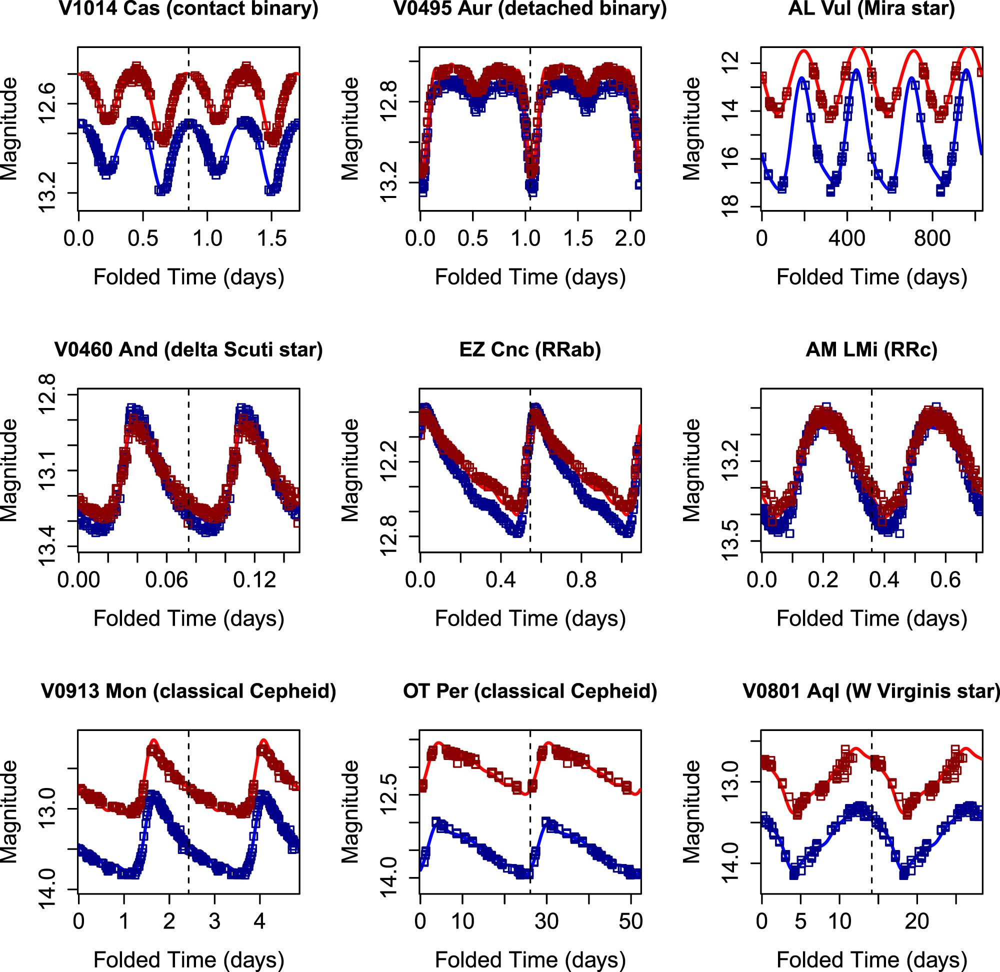 V1014 Cas (contact binary)
Magnitude
12.6
13.2
0.0 0.5 1.0 1.5
Folded Time (days)
V0495 Aur (detached binary)
Magnitude
12.8
13.2
0.0 0.5 1.0 1.5 2.0
Folded Time (days)
AL Vul (Mira star)
Magnitude
12
14
16
18
0 400 800
Folded Time (days)
V0460 And (delta Scuti star)
Magnitude
12.8
13.1
13.4
0.00 0.06 0.12
Folded Time (days)
EZ Cnc (RRab)
Magnitude
12.2
12.8
0.0 0.4 0.8
Folded Time (days)
AM LMi (RRc)
Magnitude
13.2
13.5
0.0 0.2 0.4 0.6
Folded Time (days)
V0913 Mon (classical Cepheid)
Magnitude
13.0
14.0
0 1 2 3 4
Folded Time (days)
OT Per (classical Cepheid)
Magnitude
12.5
14.0
0 10 30 50
Folded Time (days)
V0801 Aql (W Virginis star)
Magnitude
13.0
14.0
0 5 10 20
Folded Time (days)